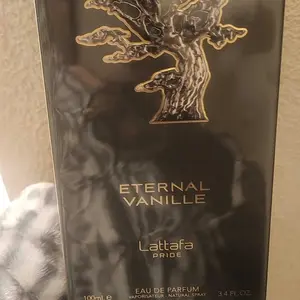 ETERNAL
VANILLE
Lattafa
PRIDE
EAU DE PARFUM
100ml ℮ VAPORISATEUR - NATURAL SPRAY 3.4 FL.OZ